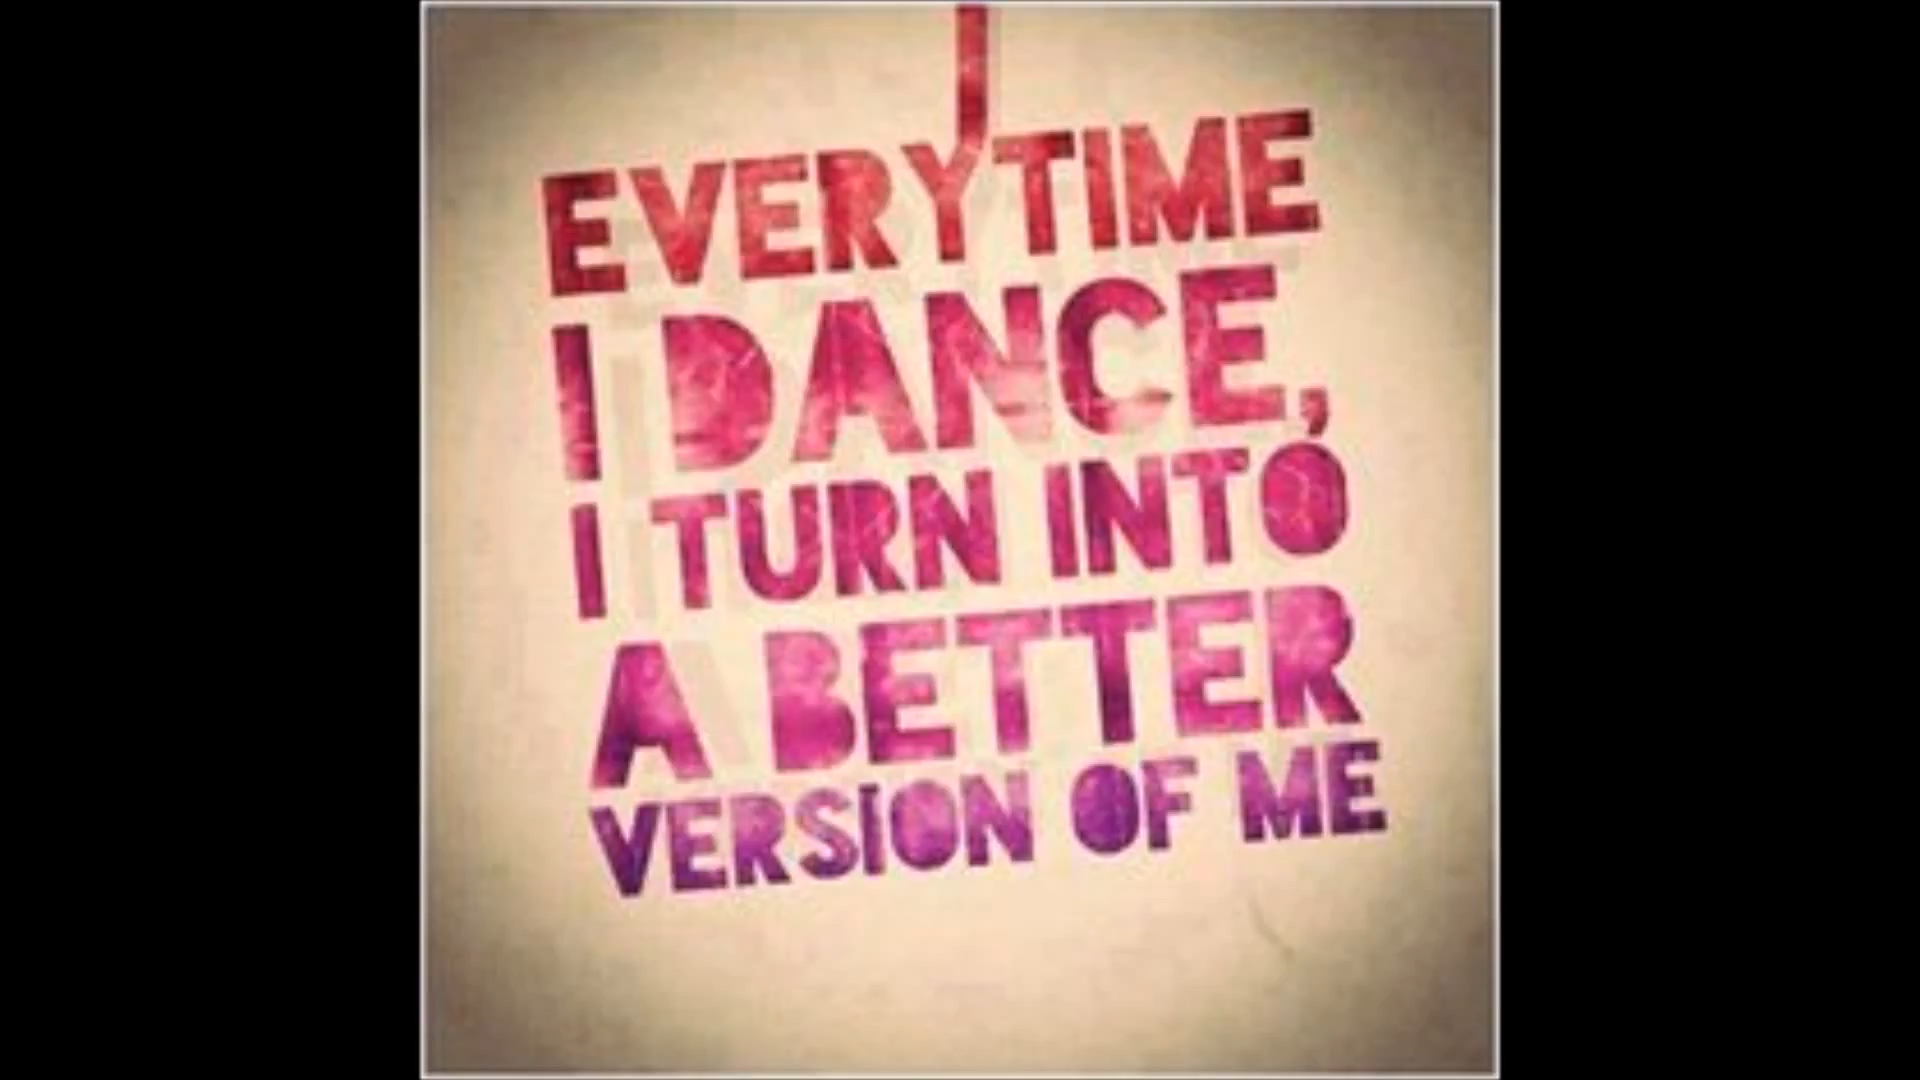 EVERYTIME
I DANCE,
I TURN INTO
A BETTER
VERSION OF ME